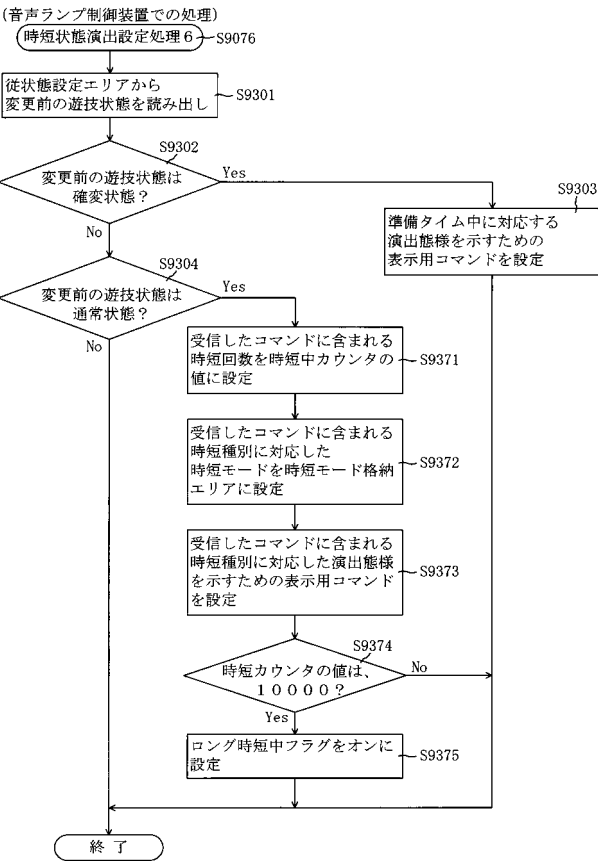 (音声ランプ制御装置での処理)
時短状態演出設定処理6
S9076
従状態設定エリアから
変更前の遊技状態を読み出し
S9301
S9302
変更前の遊技状態は
確変状態?
Yes
No
S9303
準備タイム中に対応する
演出態様を示すための
表示用コマンドを設定
S9304
変更前の遊技状態は
通常状態?
Yes
No
受信したコマンドに含まれる
時短回数を時短中カウンタの
値に設定
S9371
受信したコマンドに含まれる
時短種別に対応した
時短モードを時短モード格納
エリアに設定
S9372
受信したコマンドに含まれる
時短種別に対応した演出態様
を示すための表示用コマンド
を設定
S9373
S9374
時短カウンタの値は、
10000?
No
Yes
ロング時短中フラグをオンに
設定
S9375
終了